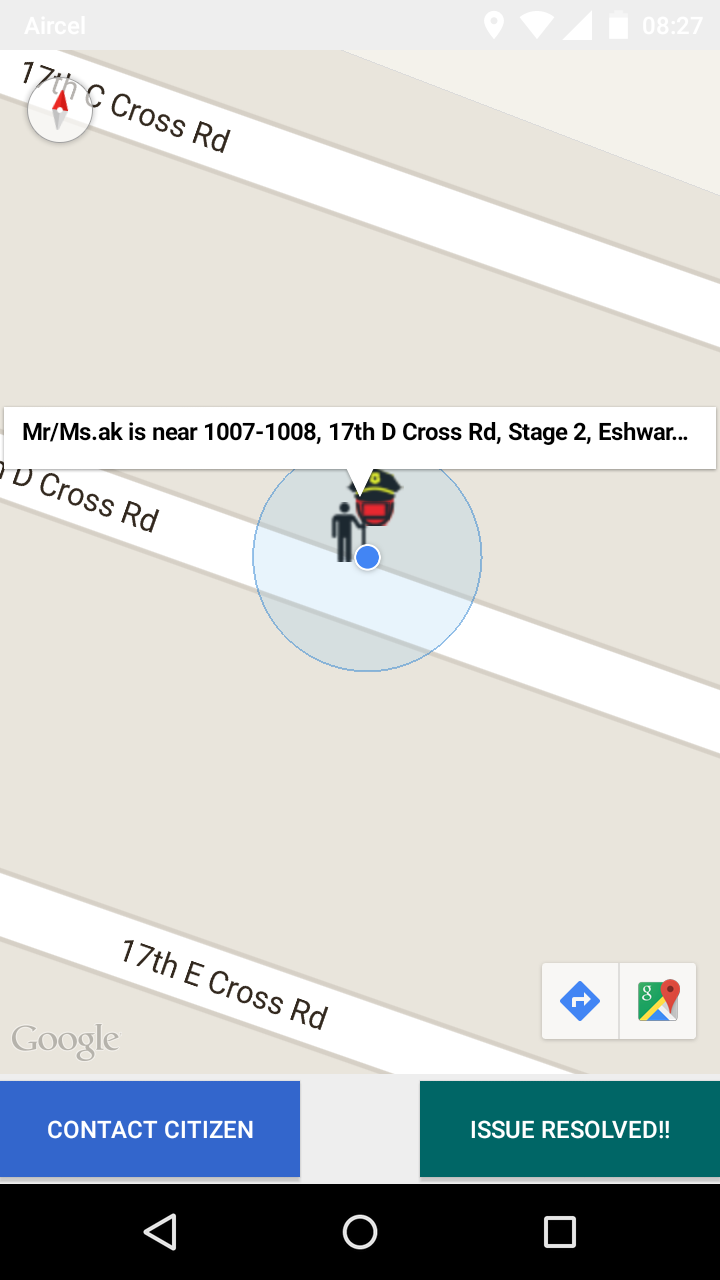 Aircel
08:27
17th C Cross Rd
Mr/Ms.ak is near 1007-1008, 17th D Cross Rd, Stage 2, Eshwar...
D Cross Rd
17th E Cross Rd
Google
CONTACT CITIZEN
ISSUE RESOLVED!!